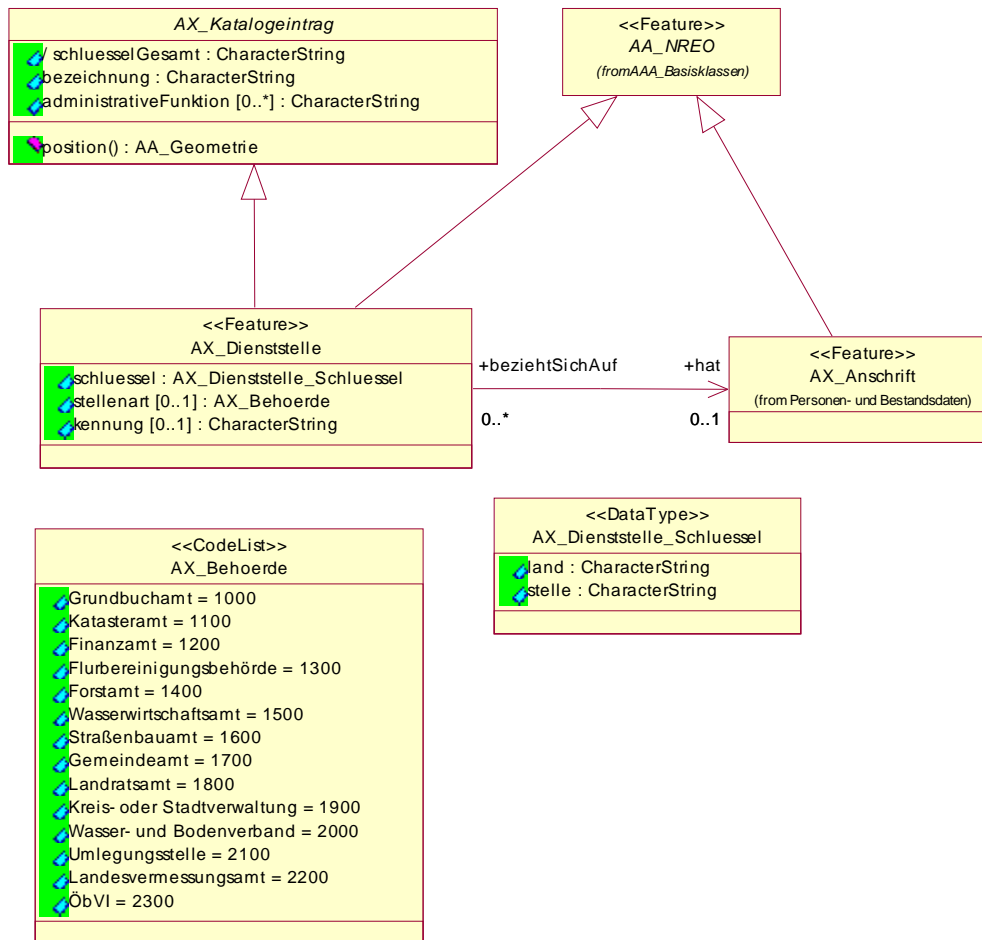 AX_Katalogeintrag
/ schluesselGesamt : CharacterString
bezeichnung : CharacterString
administrativeFunktion [0..*] : CharacterString
position() : AA_Geometrie
<<Feature>>
AA_NREO
(fromAAA_Basisklassen)
<<Feature>>
AX_Dienststelle
schluessel : AX_Dienststelle_Schluessel
stellenart [0..1] : AX_Behoerde
kennung [0..1] : CharacterString
+beziehtSichAuf
+hat
0..*
0..1
<<Feature>>
AX_Anschrift
(from Personen- und Bestandsdaten)
<<DataType>>
AX_Dienststelle_Schluessel
land : CharacterString
stelle : CharacterString
<<CodeList>>
AX_Behoerde
Grundbuchamt = 1000
Katasteramt = 1100
Finanzamt = 1200
Flurbereinigungsbehörde = 1300
Forstamt = 1400
Wasserwirtschaftsamt = 1500
Straßenbauamt = 1600
Gemeindeamt = 1700
Landratsamt = 1800
Kreis- oder Stadtverwaltung = 1900
Wasser- und Bodenverband = 2000
Umlegungsstelle = 2100
Landesvermessungsamt = 2200
ÖbVI = 2300